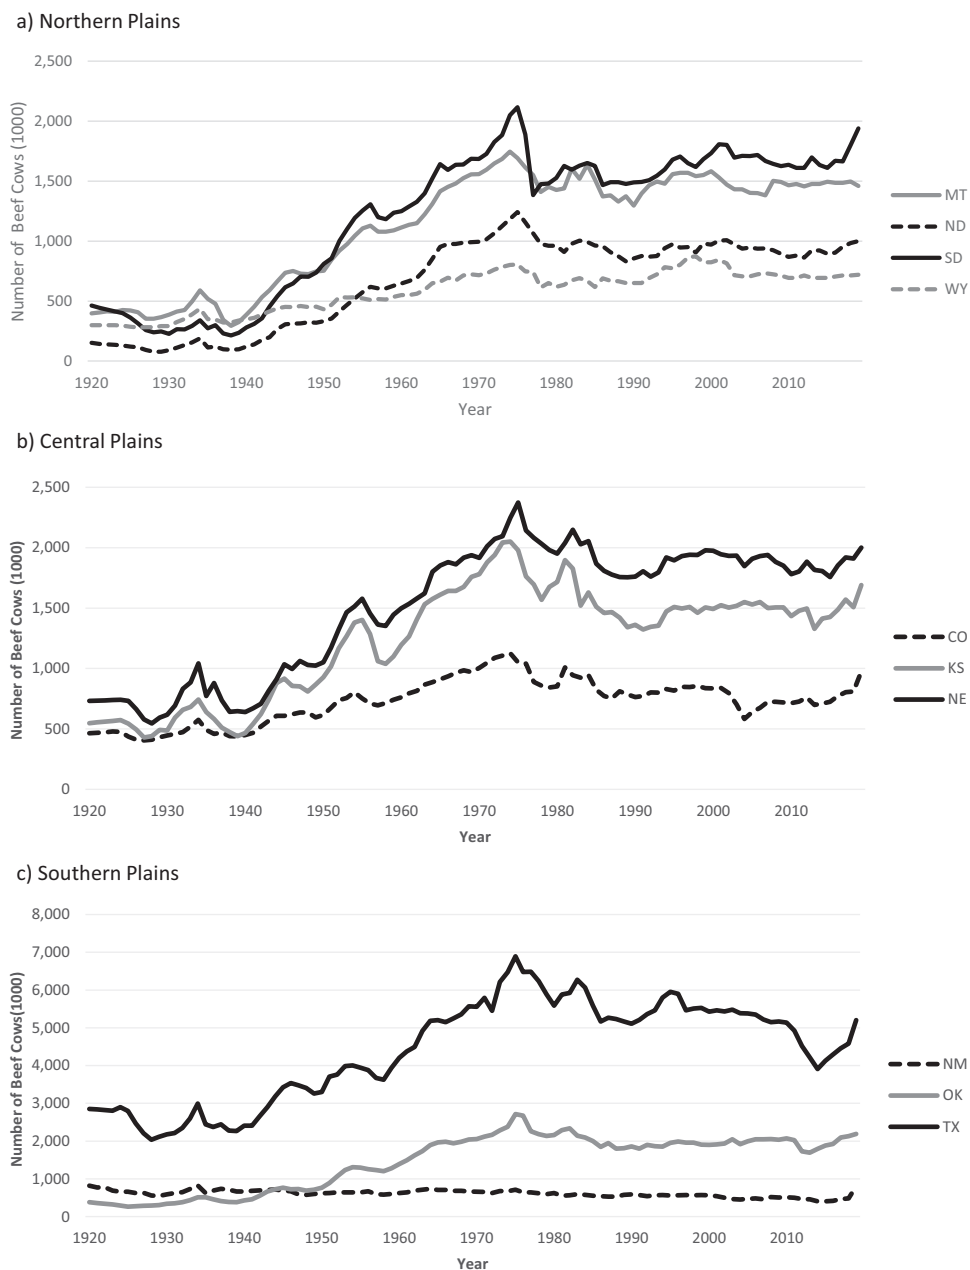 a) Northern Plains
2,500
2,000
1,500
1,000
500
0
Number of Beef Cows (1000)
1920 1930 1940 1950 1960 1970 1980 1990 2000 2010
Year
MT
ND
SD
WY
b) Central Plains
2,500
2,000
1,500
1,000
500
0
Number of Beef Cows (1000)
1920 1930 1940 1950 1960 1970 1980 1990 2000 2010
Year
CO
KS
NE
c) Southern Plains
8,000
7,000
6,000
5,000
4,000
3,000
2,000
1,000
0
Number of Beef Cows(1000)
1920 1930 1940 1950 1960 1970 1980 1990 2000 2010
Year
NM
OK
TX